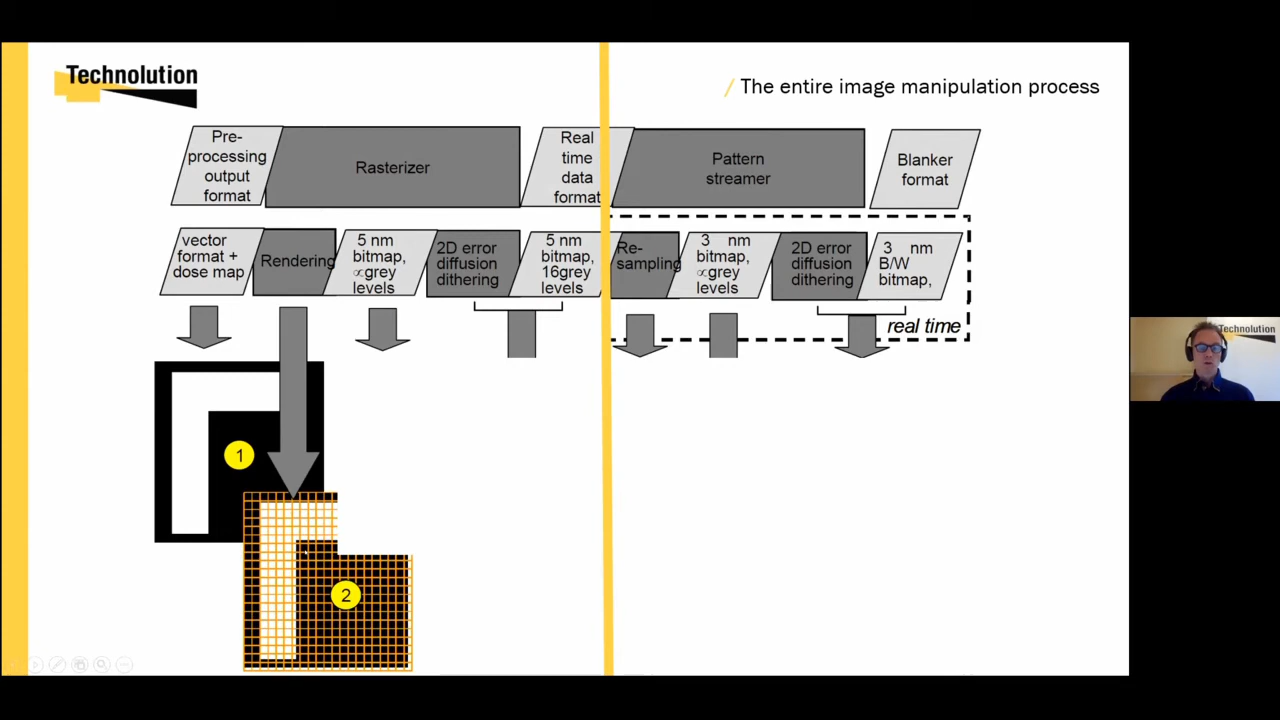 Technolution
/ The entire image manipulation process
Pre-
processing
output
format
Rasterizer
Real
time
data
format
Pattern
streamer
Blanker
format
vector
format +
dose map
Rendering
5 nm
bitmap,
∝grey
levels
2D error
diffusion
dithering
5 nm
bitmap,
16grey
levels
Re-
sampling
3 nm
bitmap,
∝grey
levels
2D error
diffusion
dithering
3 nm
B/W
bitmap,
real time
1
2
Technolution